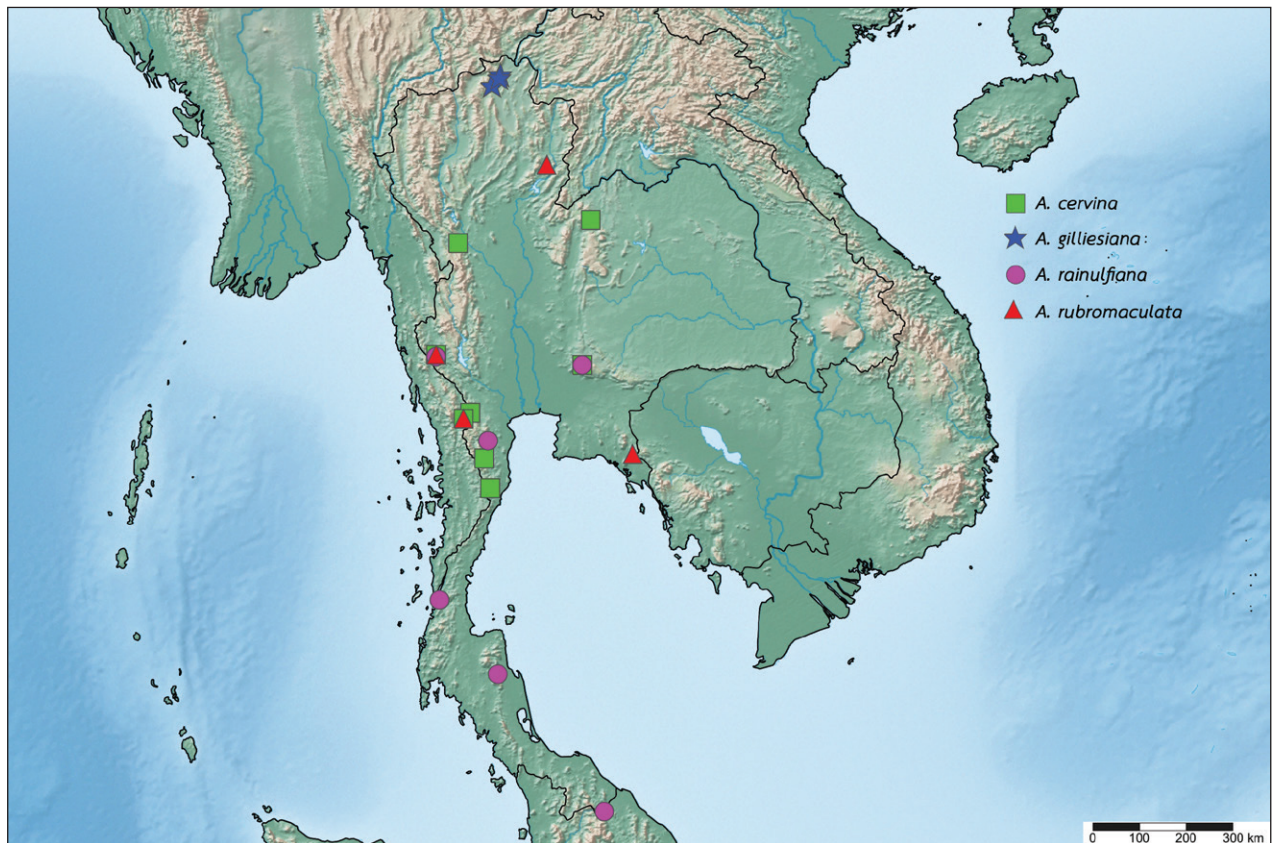 A. cervina
A. gilliesiana :
A. rainulfiana
A. rubromaculata
0 100 200 300 km